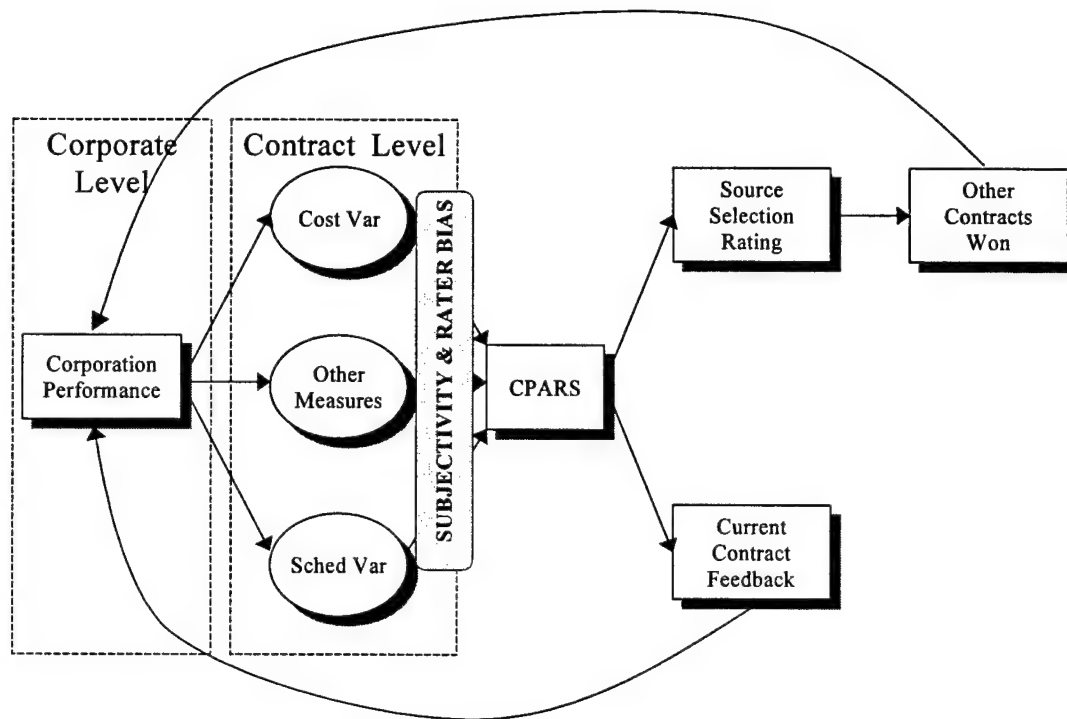 Corporate
Level
Contract Level
Corporation
Performance
Cost Var
Other
Measures
Sched Var
SUBJECTIVITY & RATER BIAS
CPARS
Source
Selection
Rating
Other
Contracts
Won
Current
Contract
Feedback